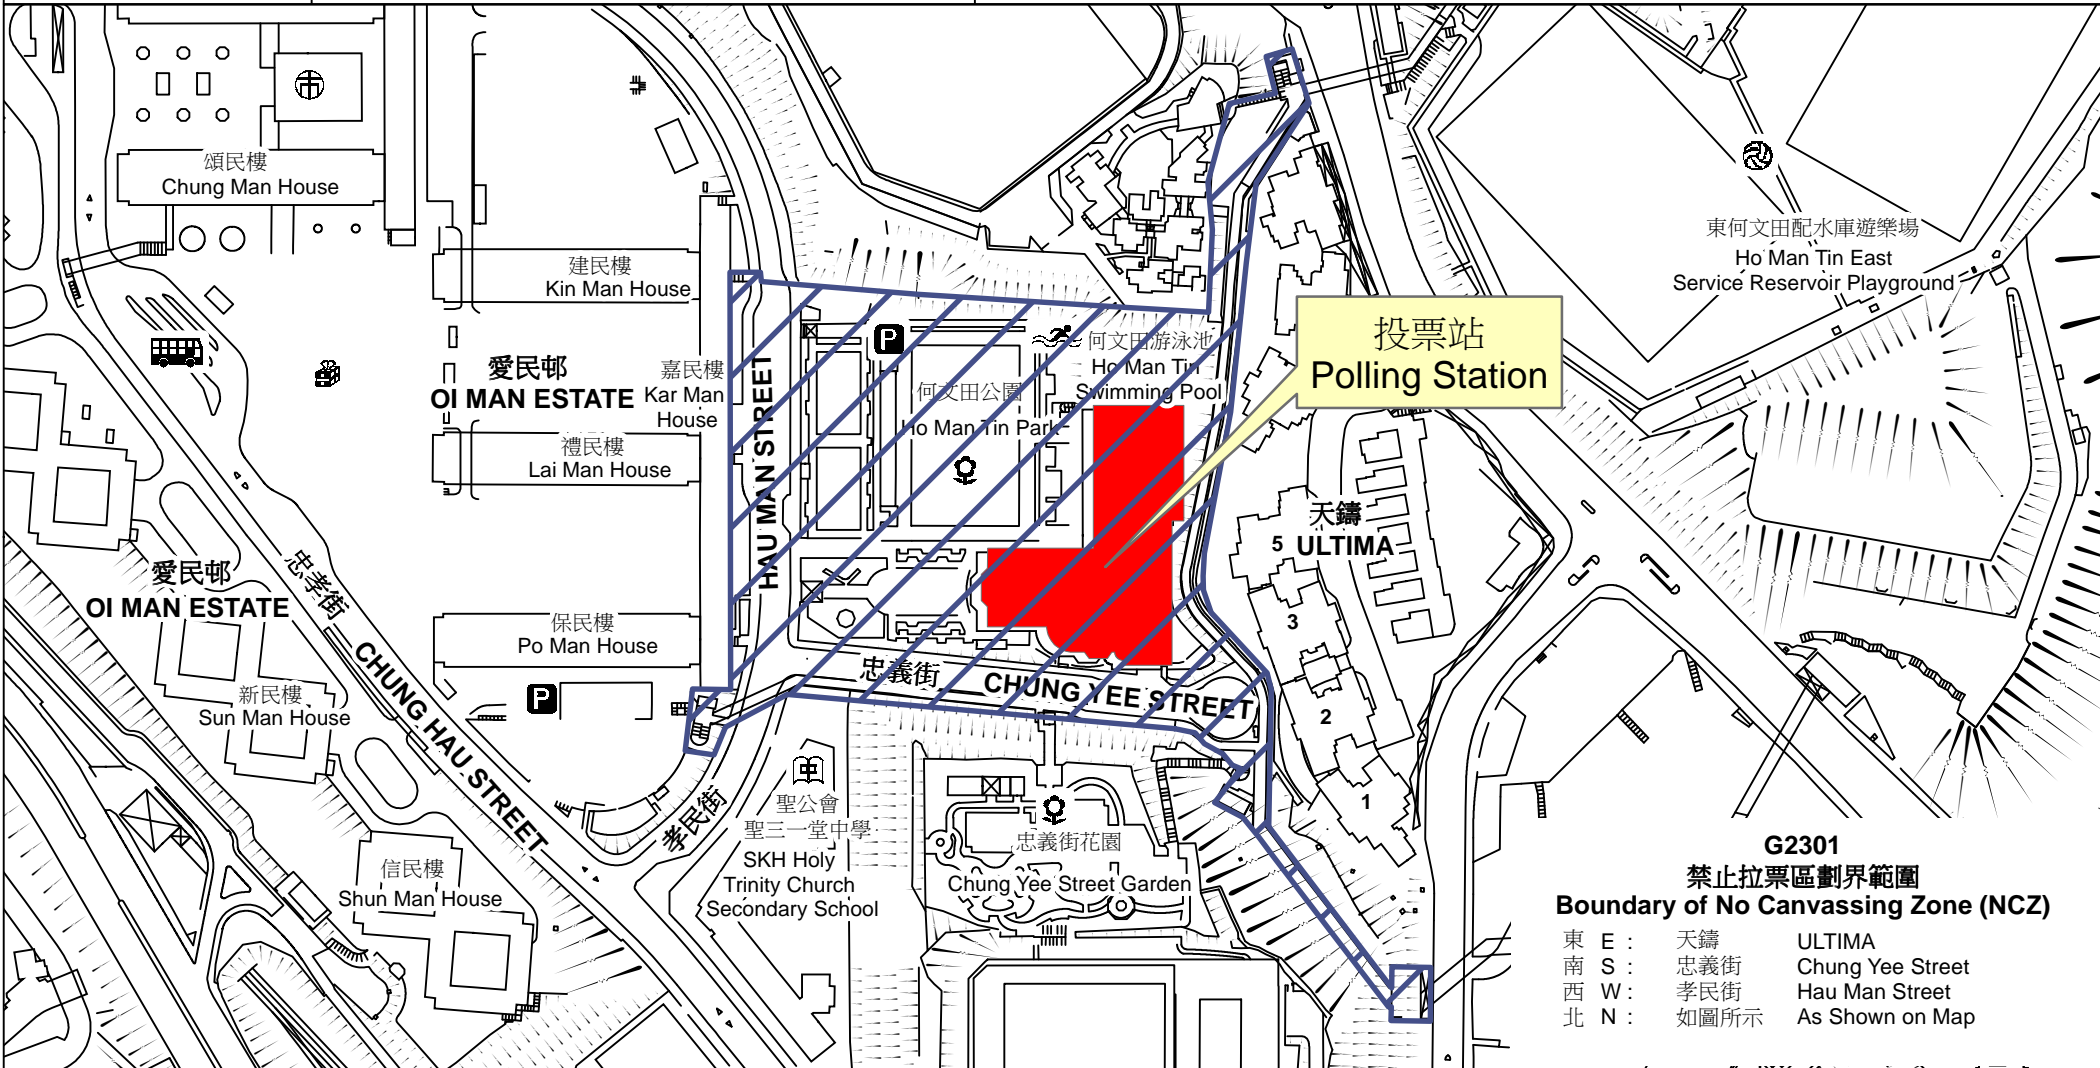 頌民樓
Chung Man House
建民樓
Kin Man House
愛民邨
OI MAN ESTATE
嘉民樓
Kar Man
House
禮民樓
Lai Man House
保民樓
Po Man House
愛民邨
OI MAN ESTATE
新民樓
Sun Man House
信民樓
Shun Man House
忠孝街
CHUNG HAU STREET
HAU MAN STREET
孝民街
P
P
何文田公園
Ho Man Tin Park
何文田游泳池
Ho Man Tin
Swimming Pool
投票站
Polling Station
忠義街
CHUNG YEE STREET
聖公會
聖三一堂中學
SKH Holy
Trinity Church
Secondary School
忠義街花園
Chung Yee Street Garden
天鑄
ULTIMA
5
3
2
1
東何文田配水庫遊樂場
Ho Man Tin East
Service Reservoir Playground
G2301
禁止拉票區劃界範圍
Boundary of No Canvassing Zone (NCZ)
東 E : 天鑄 ULTIMA
南 S : 忠義街 Chung Yee Street
西 W : 孝民街 Hau Man Street
北 N : 如圖所示 As Shown on Map